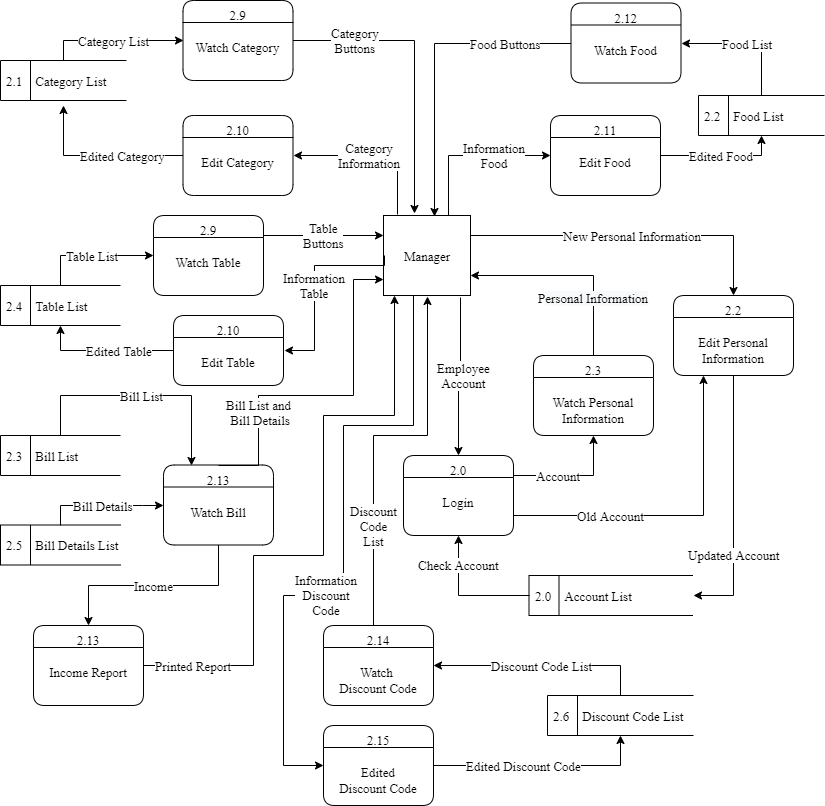 2.9
Watch Category
Category List
Category
Buttons
2.12
Watch Food
Food Buttons
Food List
2.1
Category List
2.2
Food List
2.10
Edit Category
Edited Category
Category
Information
Information
Food
2.11
Edit Food
Edited Food
2.9
Watch Table
Table
Buttons
Manager
New Personal Information
Table List
Information
Table
2.4
Table List
Personal Information
2.10
Edit Table
Edited Table
2.2
Edit Personal
Information
Employee
Account
2.3
Watch Personal
Information
Bill List
Bill List and
Bill Details
2.3
Bill List
2.13
Watch Bill
2.0
Login
Account
Bill Details
Discount
Code
List
Old Account
2.5
Bill Details List
Check Account
Updated Account
Income
Information
Discount
Code
2.0
Account List
2.13
Income Report
Printed Report
2.14
Watch
Discount Code
Discount Code List
2.6
Discount Code List
2.15
Edited
Discount Code
Edited Discount Code